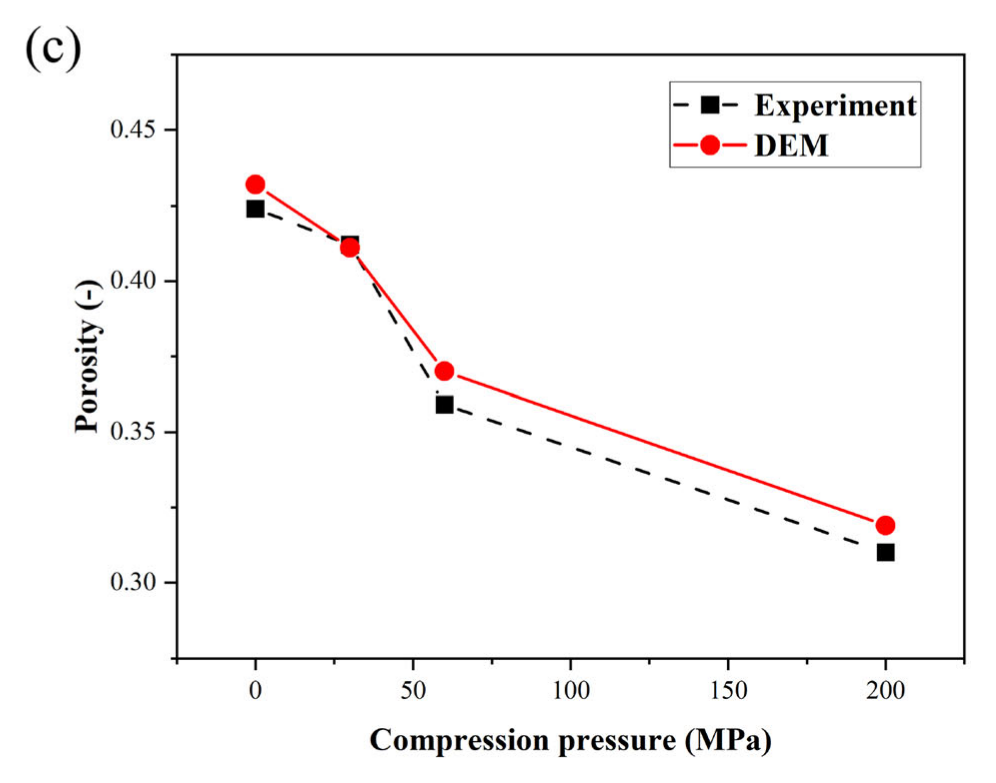 (c)
Experiment
DEM
0.45
0.40
0.35
0.30
Porosity (-)
0 50 100 150 200
Compression pressure (MPa)